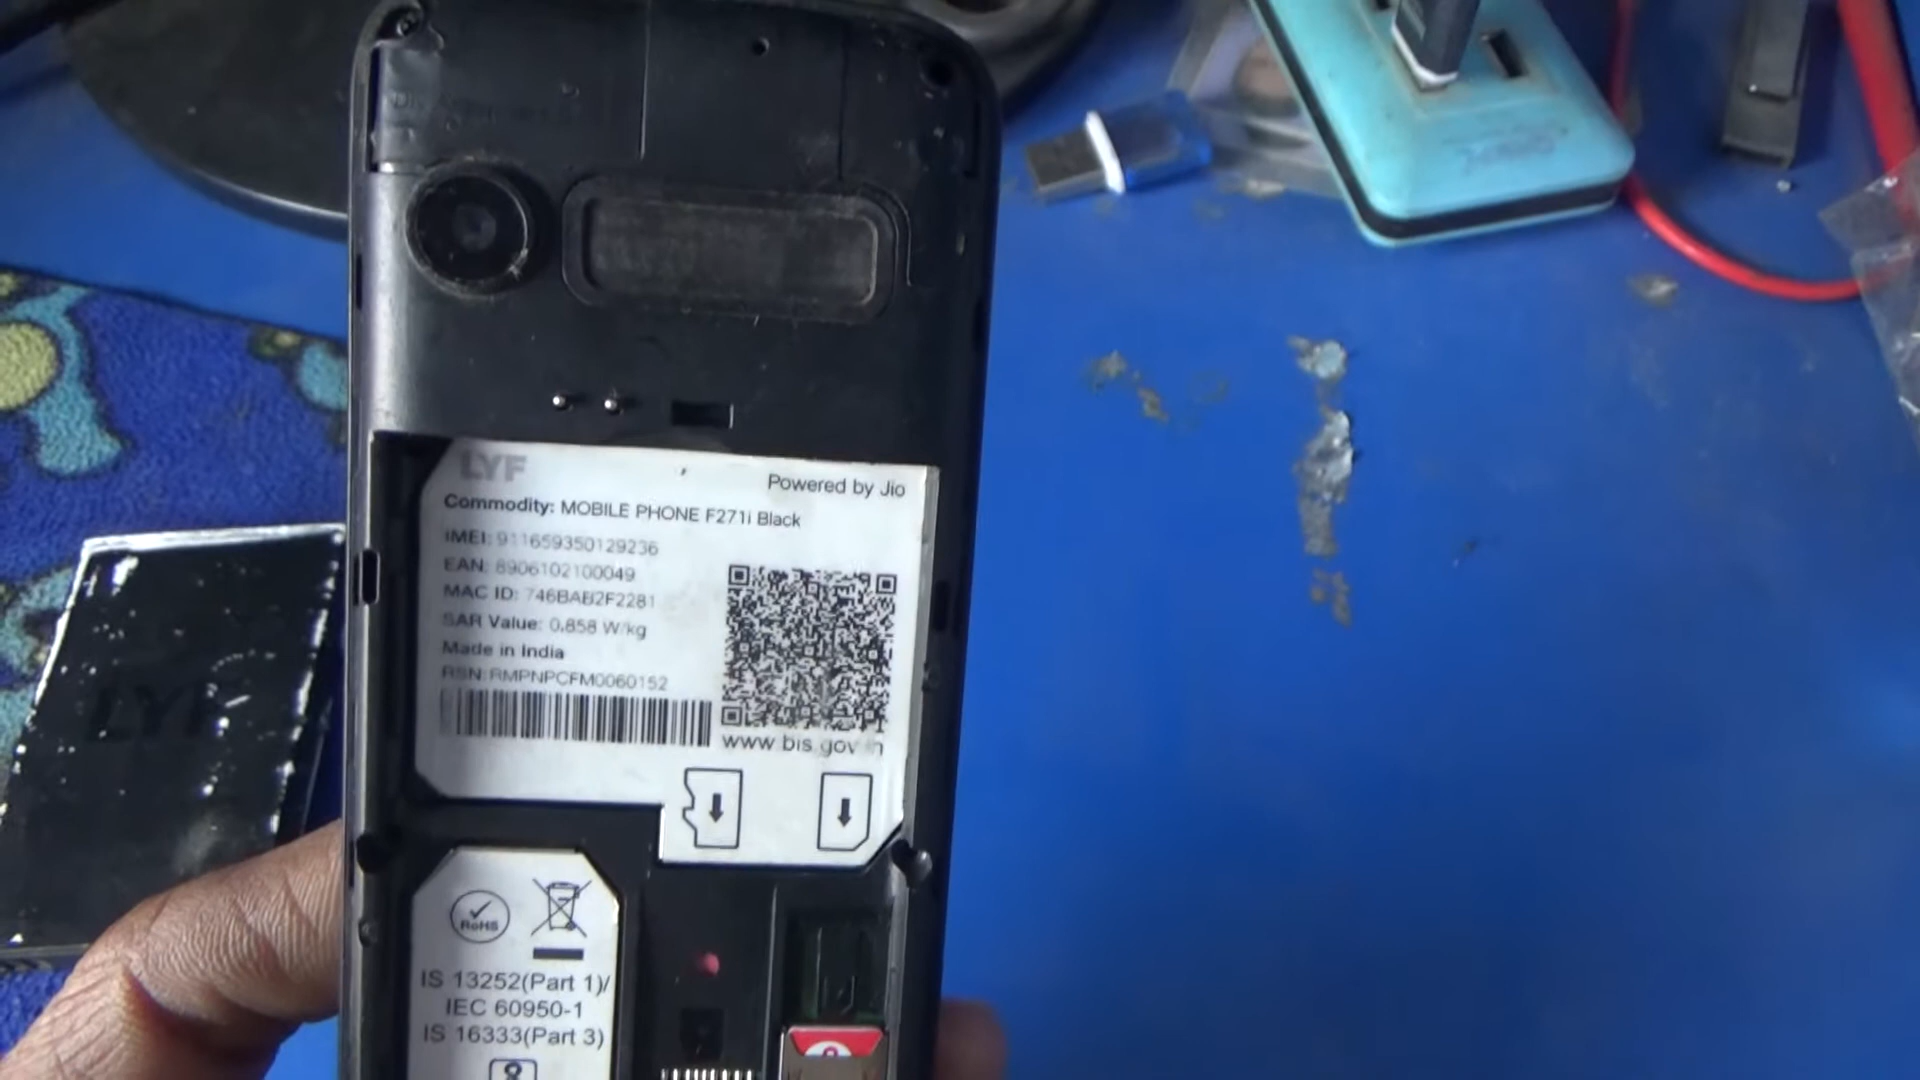 LYF
Powered by Jio
Commodity: MOBILE PHONE F271i Black
IMEI: 911659350129236
EAN: 8906102100049
MAC ID: 746BAB2F2281
SAR Value: 0.858 W/kg
Made in India
RSN: RMPNPCFM0060152
www.bis.gov.in
RoHS
IS 13252(Part 1)/
IEC 60950-1
IS 16333(Part 3)
LYF